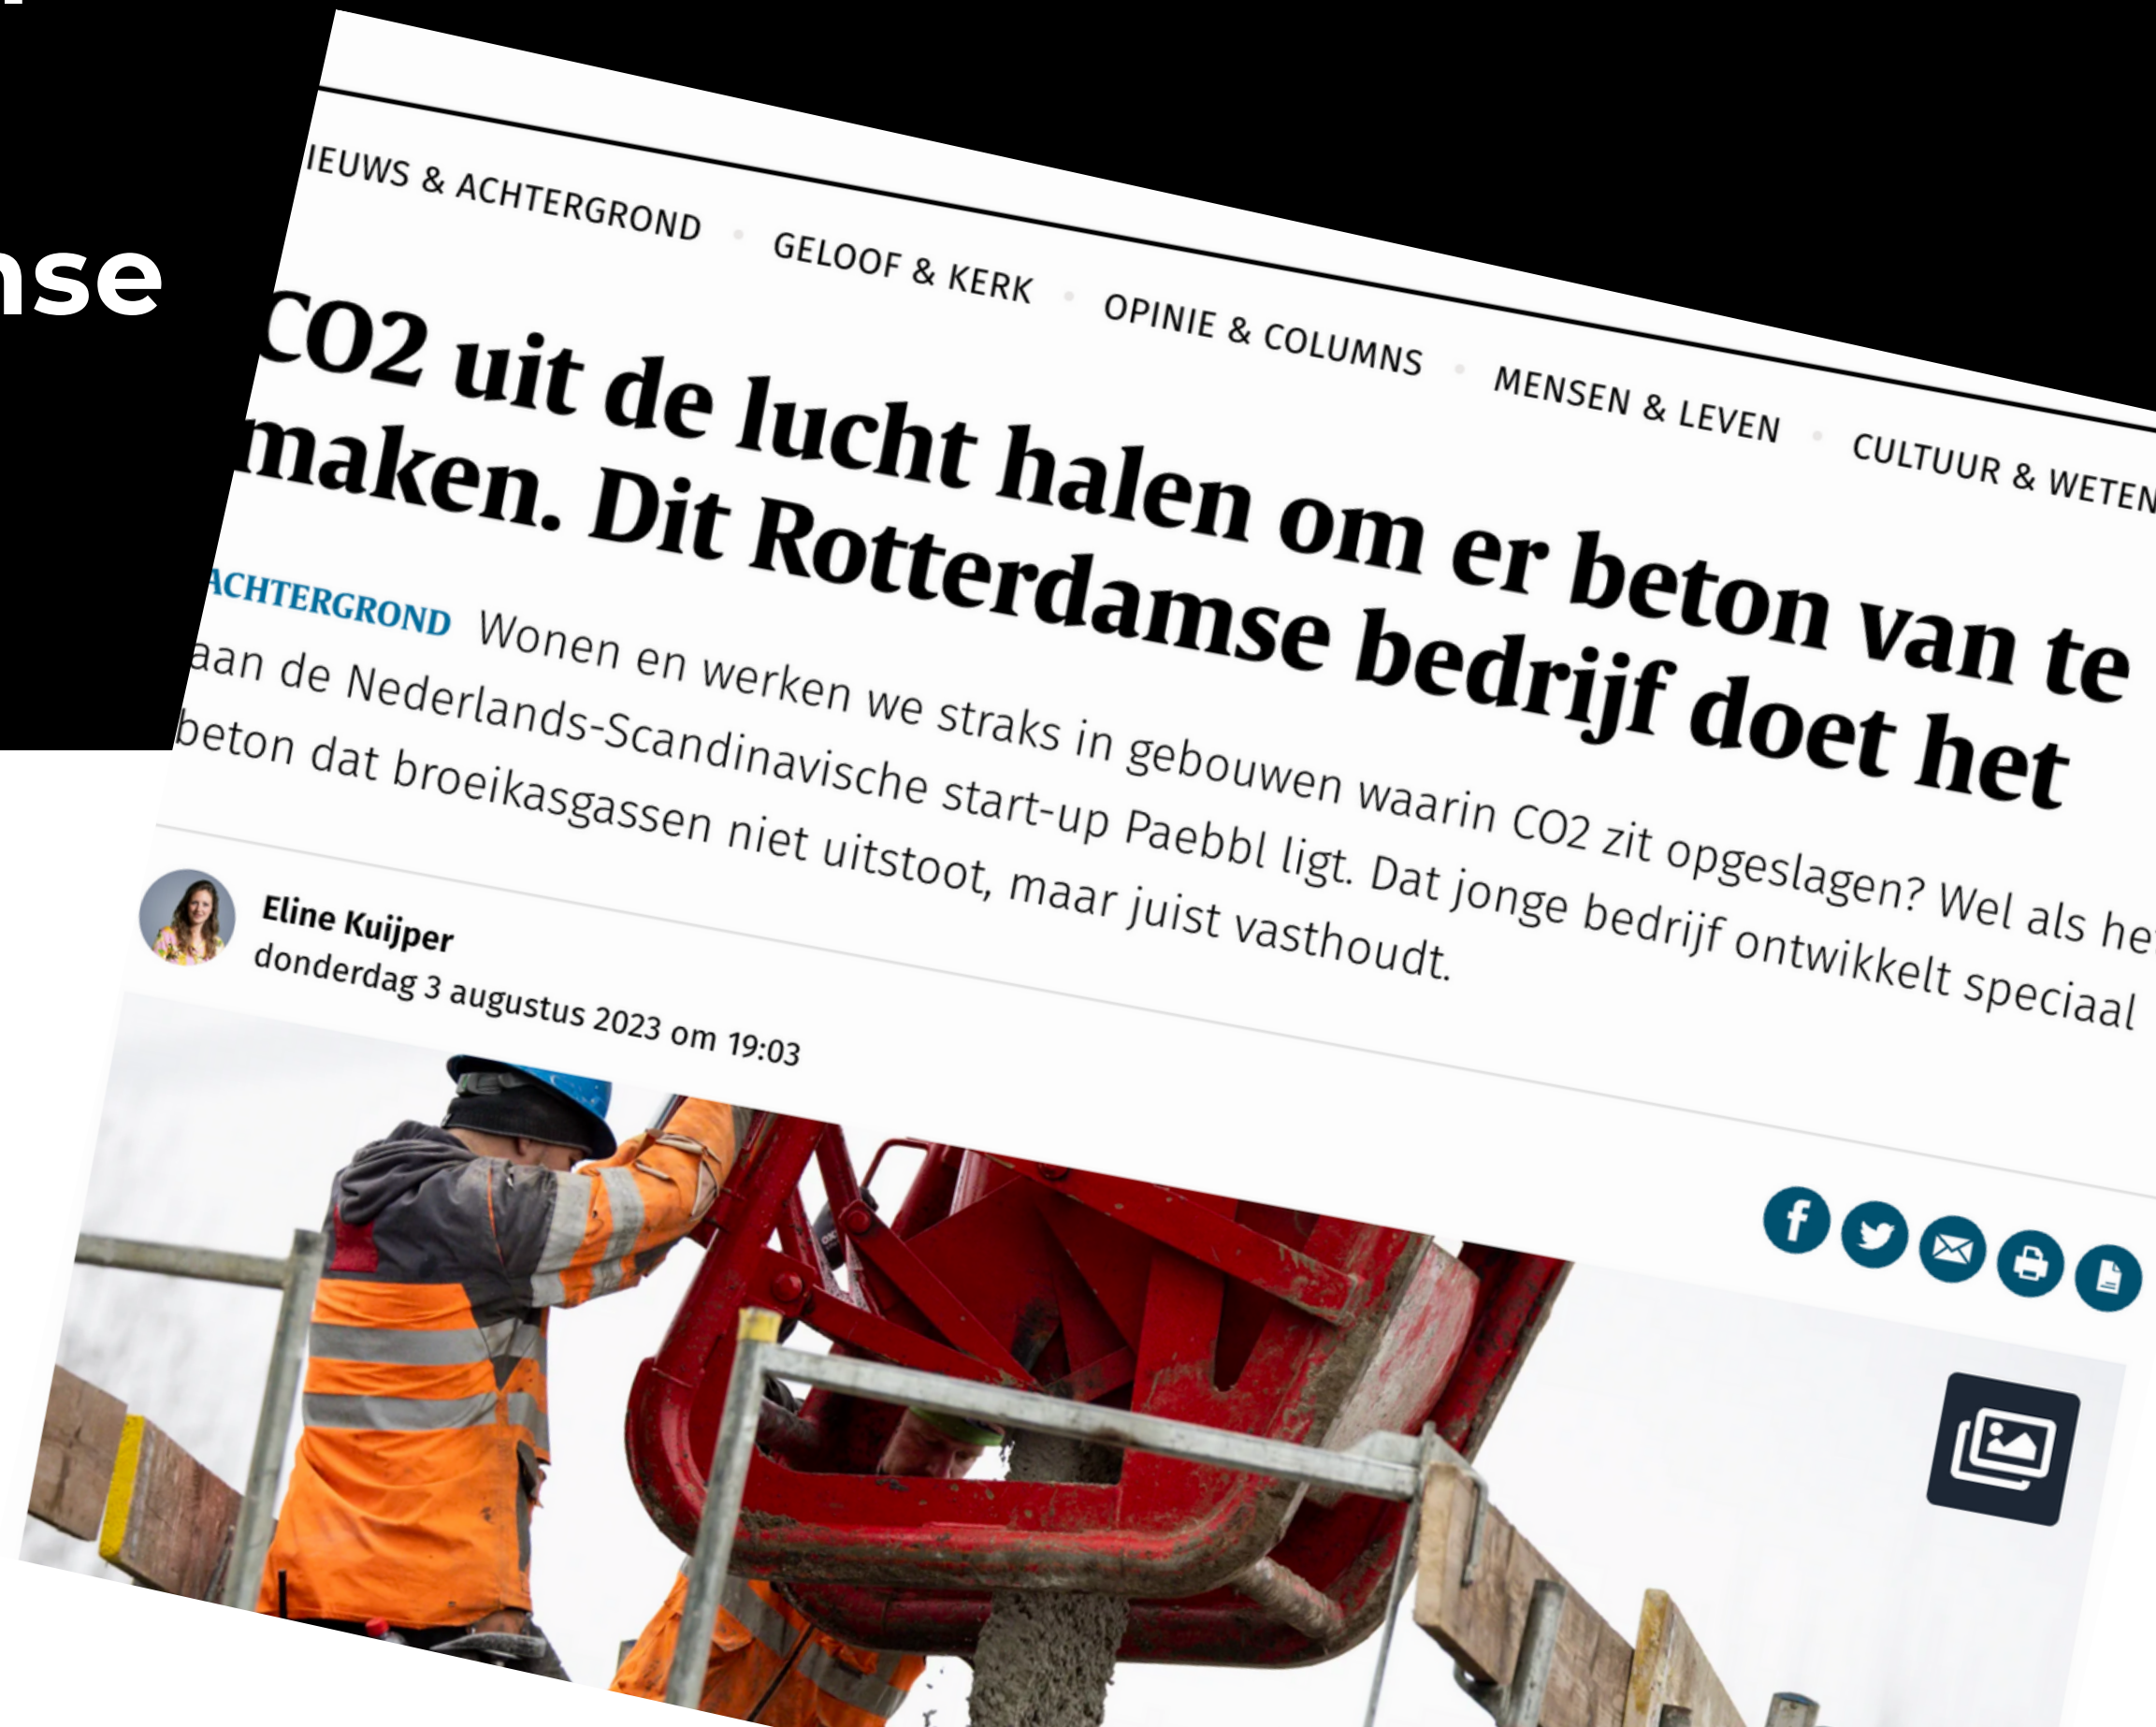 nse
IEUWS & ACHTERGROND • GELOOF & KERK • OPINIE & COLUMNS • MENSEN & LEVEN • CULTUUR & WETEN
CO2 uit de lucht halen om er beton van te
maken. Dit Rotterdamse bedrijf doet het
ACHTERGROND Wonen en werken we straks in gebouwen waarin CO2 zit opgeslagen? Wel als het
aan de Nederlands-Scandinavische start-up Paebbl ligt. Dat jonge bedrijf ontwikkelt speciaal
beton dat broeikasgassen niet uitstoot, maar juist vasthoudt.
Eline Kuijper
donderdag 3 augustus 2023 om 19:03